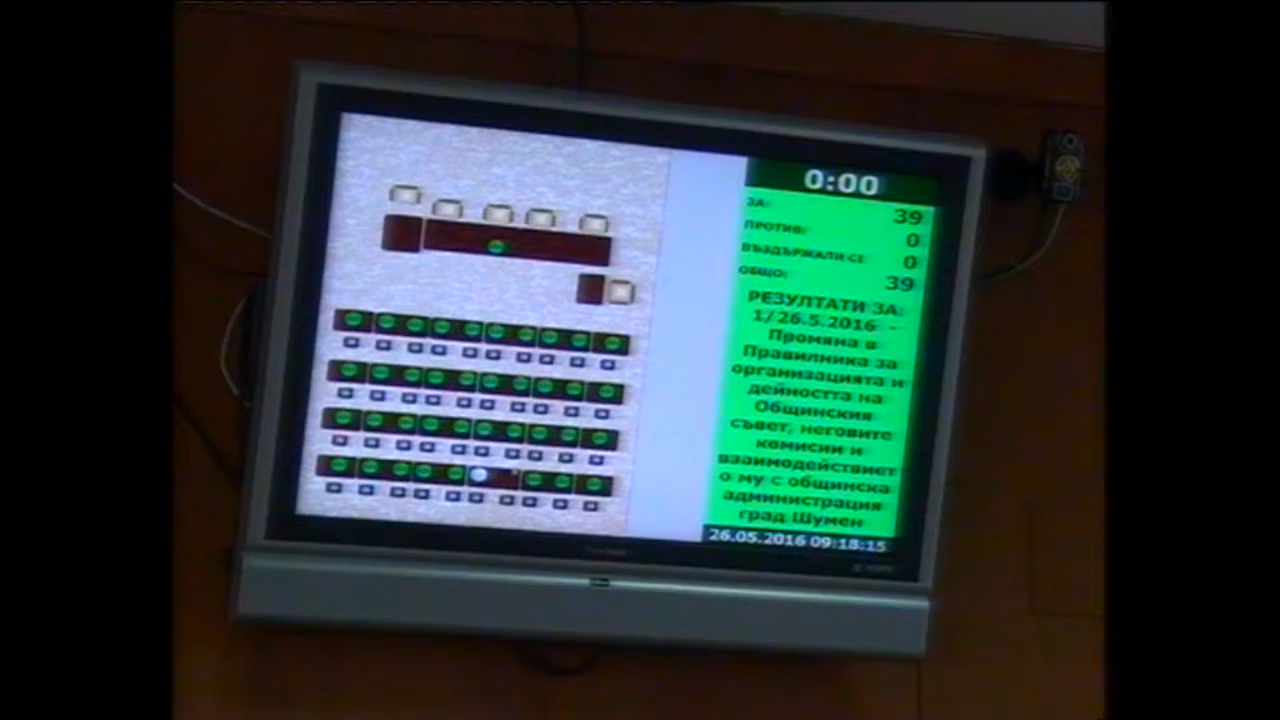 0:00
ЗА: 39
ПРОТИВ: 0
ВЪЗДЪРЖАЛИ СЕ: 0
ОБЩО: 39
РЕЗУЛТАТИ ЗА:
1/26.5.2016 -
Промяна в
Правилника за
организацията и
дейността на
Общинския
съвет, неговите
комисии и
взаимодействиет
о му с общинска
администрация
град Шумен
26.05.2016 09:18:15